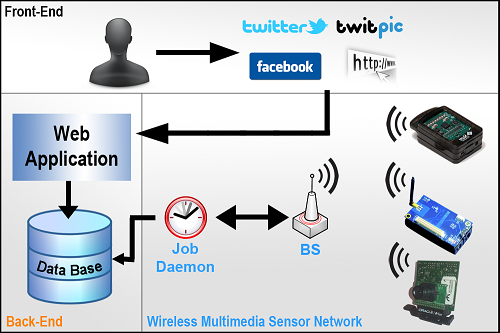 Front-End
twitter
twitpic
facebook
http://www.
Web
Application
Data Base
Job
Daemon
BS
Back-End
Wireless Multimedia Sensor Network